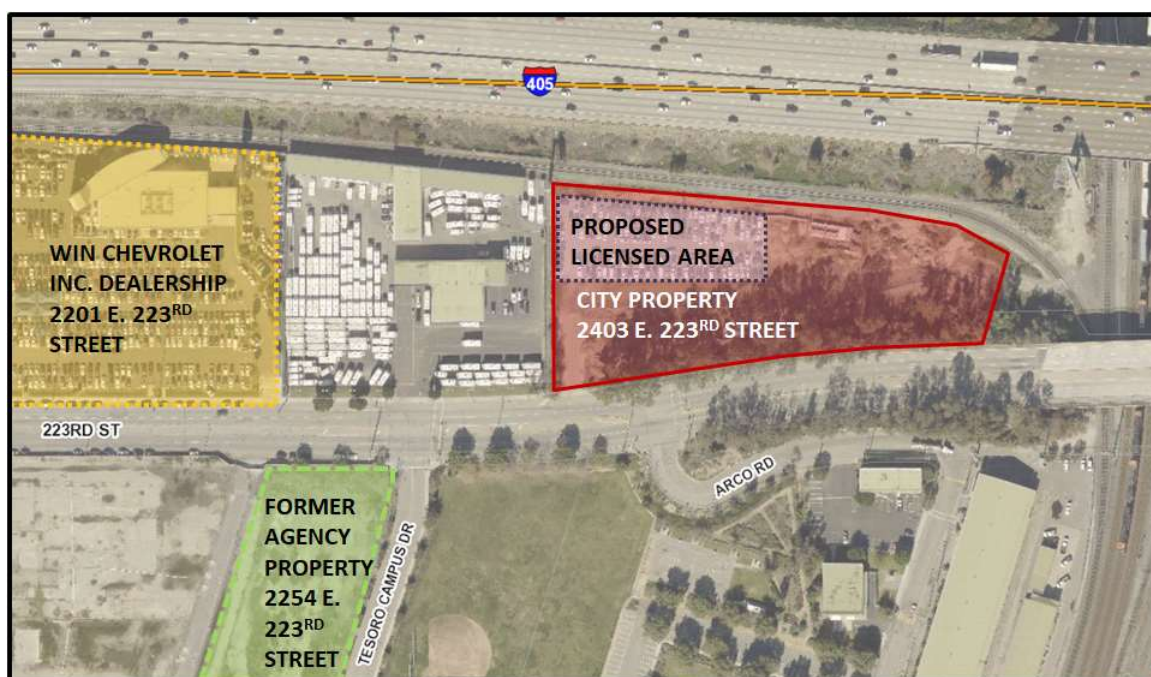 405
WIN CHEVROLET
INC. DEALERSHIP
2201 E. 223RD
STREET
PROPOSED
LICENSED AREA
CITY PROPERTY
2403 E. 223RD STREET
223RD ST
ARCO RD
FORMER
AGENCY
PROPERTY
2254 E.
223RD
STREET
TESORO CAMPUS DR